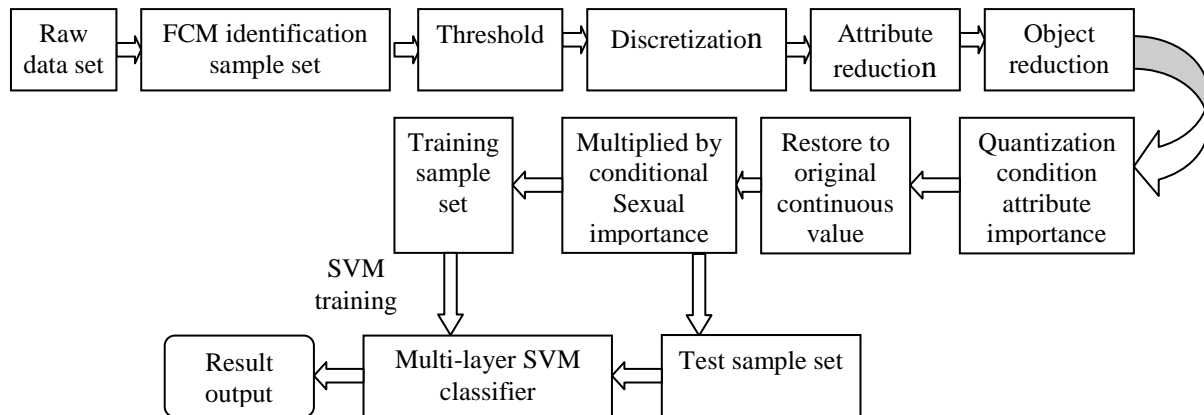 Raw
data set
FCM identification
sample set
Threshold
Discretization
Attribute
reduction
Object
reduction
Quantization
condition
attribute
importance
Restore to
original
continuous
value
Multiplied by
conditional
Sexual
importance
Training
sample
set
SVM
training
Test sample set
Multi-layer SVM
classifier
Result
output